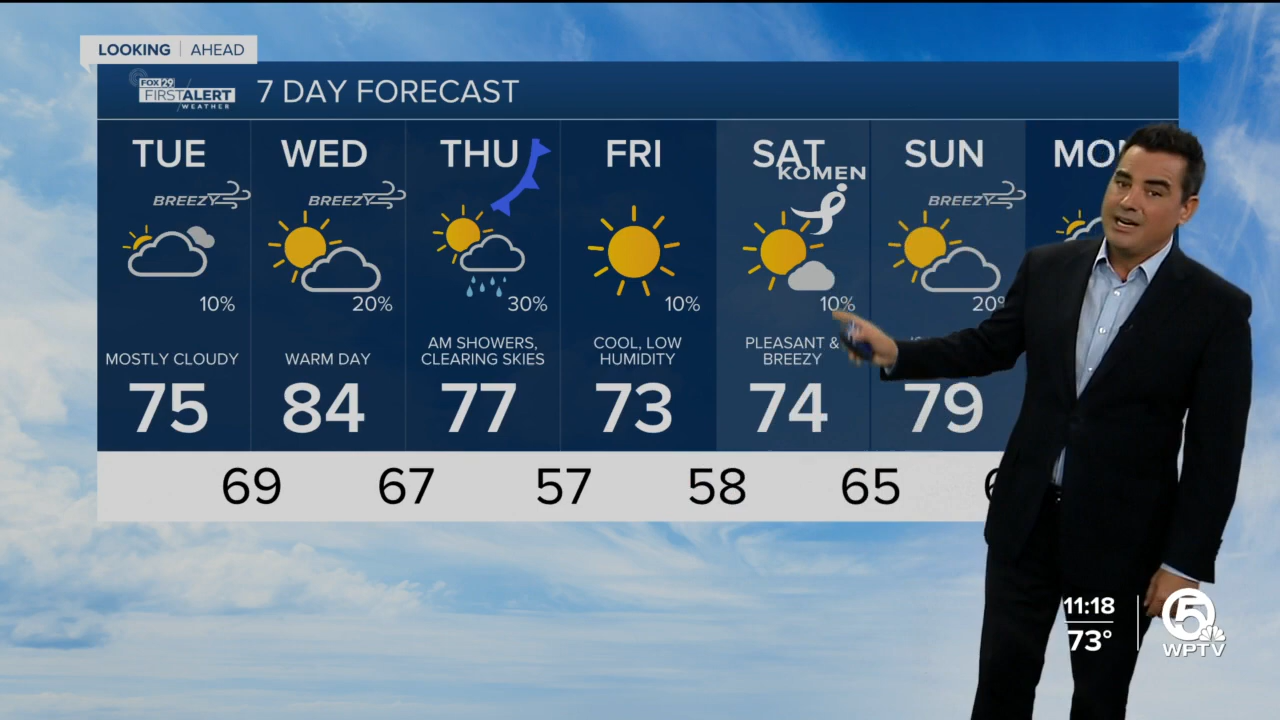 LOOKING | AHEAD
FOX 29
FIRST ALERT
WEATHER
7 DAY FORECAST
TUE
BREEZY
10%
MOSTLY CLOUDY
75
WED
BREEZY
20%
WARM DAY
84
THU
30%
AM SHOWERS,
CLEARING SKIES
77
FRI
10%
COOL, LOW
HUMIDITY
73
SAT
KOMEN
10%
PLEASANT &
BREEZY
74
SUN
BREEZY
20%
79
69 67 57 58 65
11:18
73°
5
WPTV